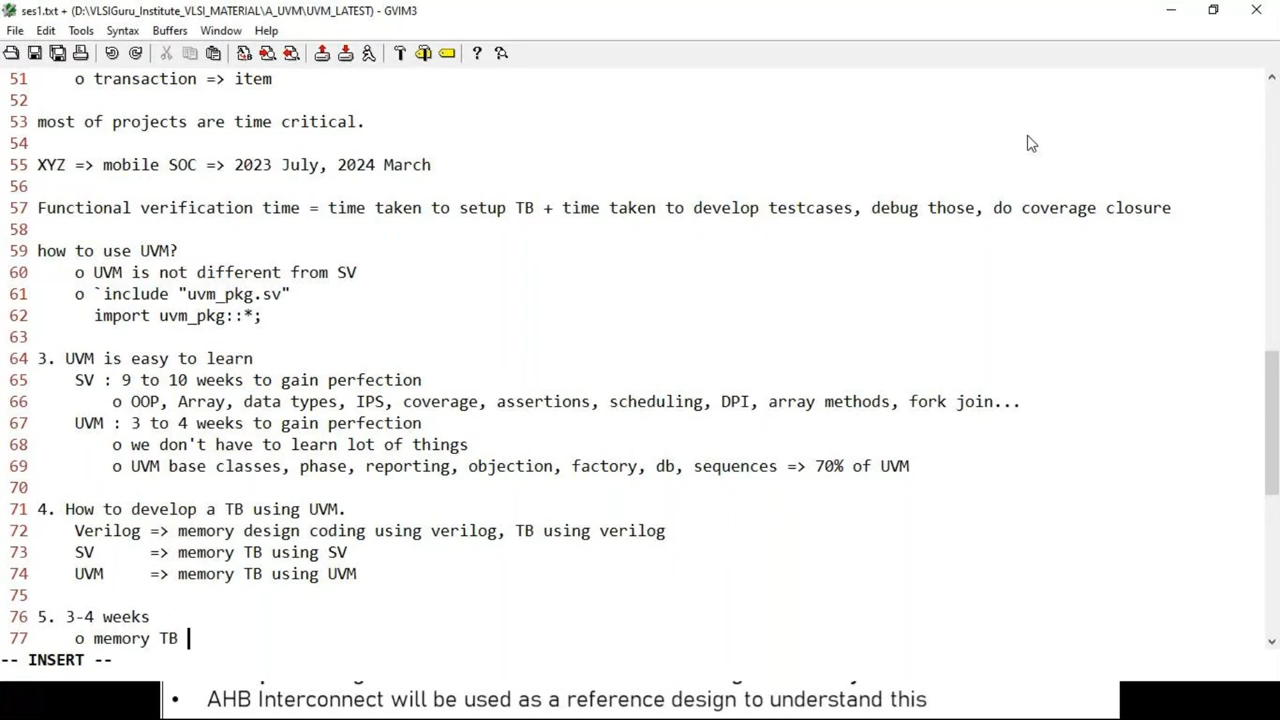 ses1.txt + (D:\VLSIGuru_Institute_VLSI_MATERIAL\A_UVM\UVM_LATEST) - GVIM3
File Edit Tools Syntax Buffers Window Help
51 o transaction => item
52
53 most of projects are time critical.
54
55 XYZ => mobile SOC => 2023 July, 2024 March
56
57 Functional verification time = time taken to setup TB + time taken to develop testcases, debug those, do coverage closure
58
59 how to use UVM?
60 o UVM is not different from SV
61 o `include "uvm_pkg.sv"
62 import uvm_pkg::*;
63
64 3. UVM is easy to learn
65 SV : 9 to 10 weeks to gain perfection
66 o OOP, Array, data types, IPS, coverage, assertions, scheduling, DPI, array methods, fork join...
67 UVM : 3 to 4 weeks to gain perfection
68 o we don't have to learn lot of things
69 o UVM base classes, phase, reporting, objection, factory, db, sequences => 70% of UVM
70
71 4. How to develop a TB using UVM.
72 Verilog => memory design coding using verilog, TB using verilog
73 SV => memory TB using SV
74 UVM => memory TB using UVM
75
76 5. 3-4 weeks
77 o memory TB
-- INSERT --
• AHB Interconnect will be used as a reference design to understand this